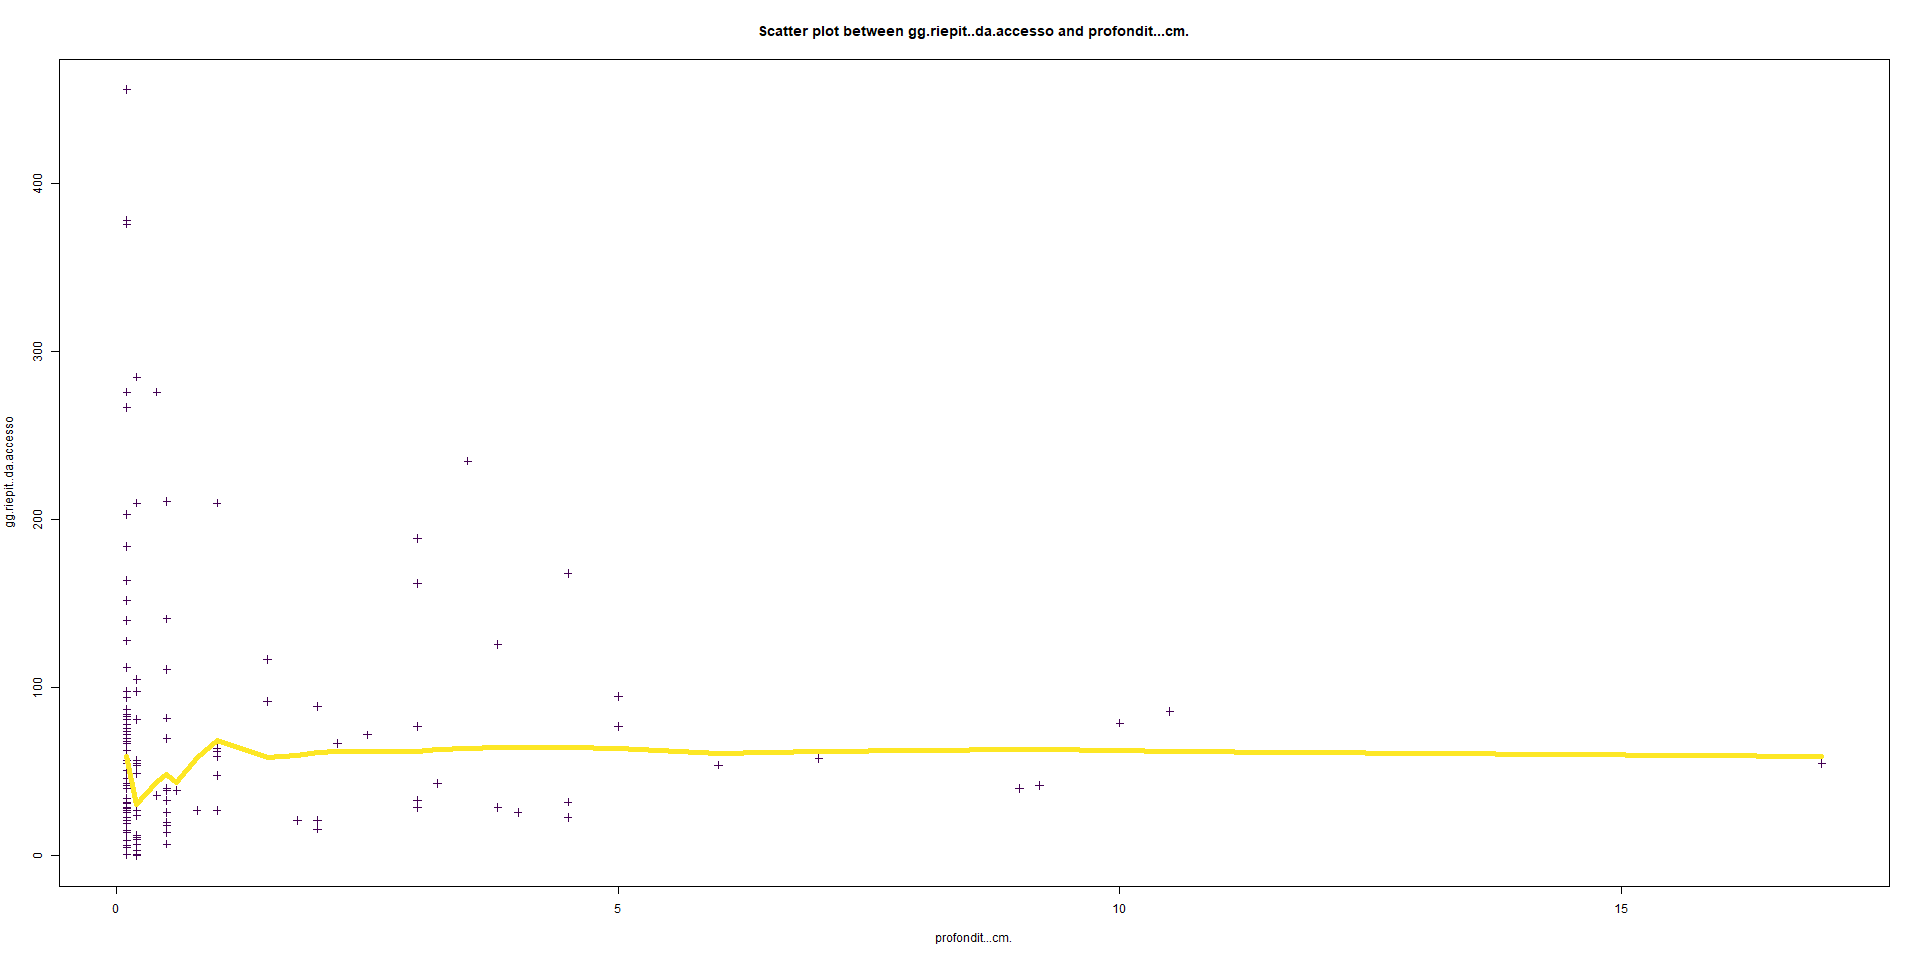 Scatter plot between gg.riepit..da.accesso and profondit...cm.
gg.riepit..da.accesso
400
300
200
100
0
0 5 10 15
profondit...cm.